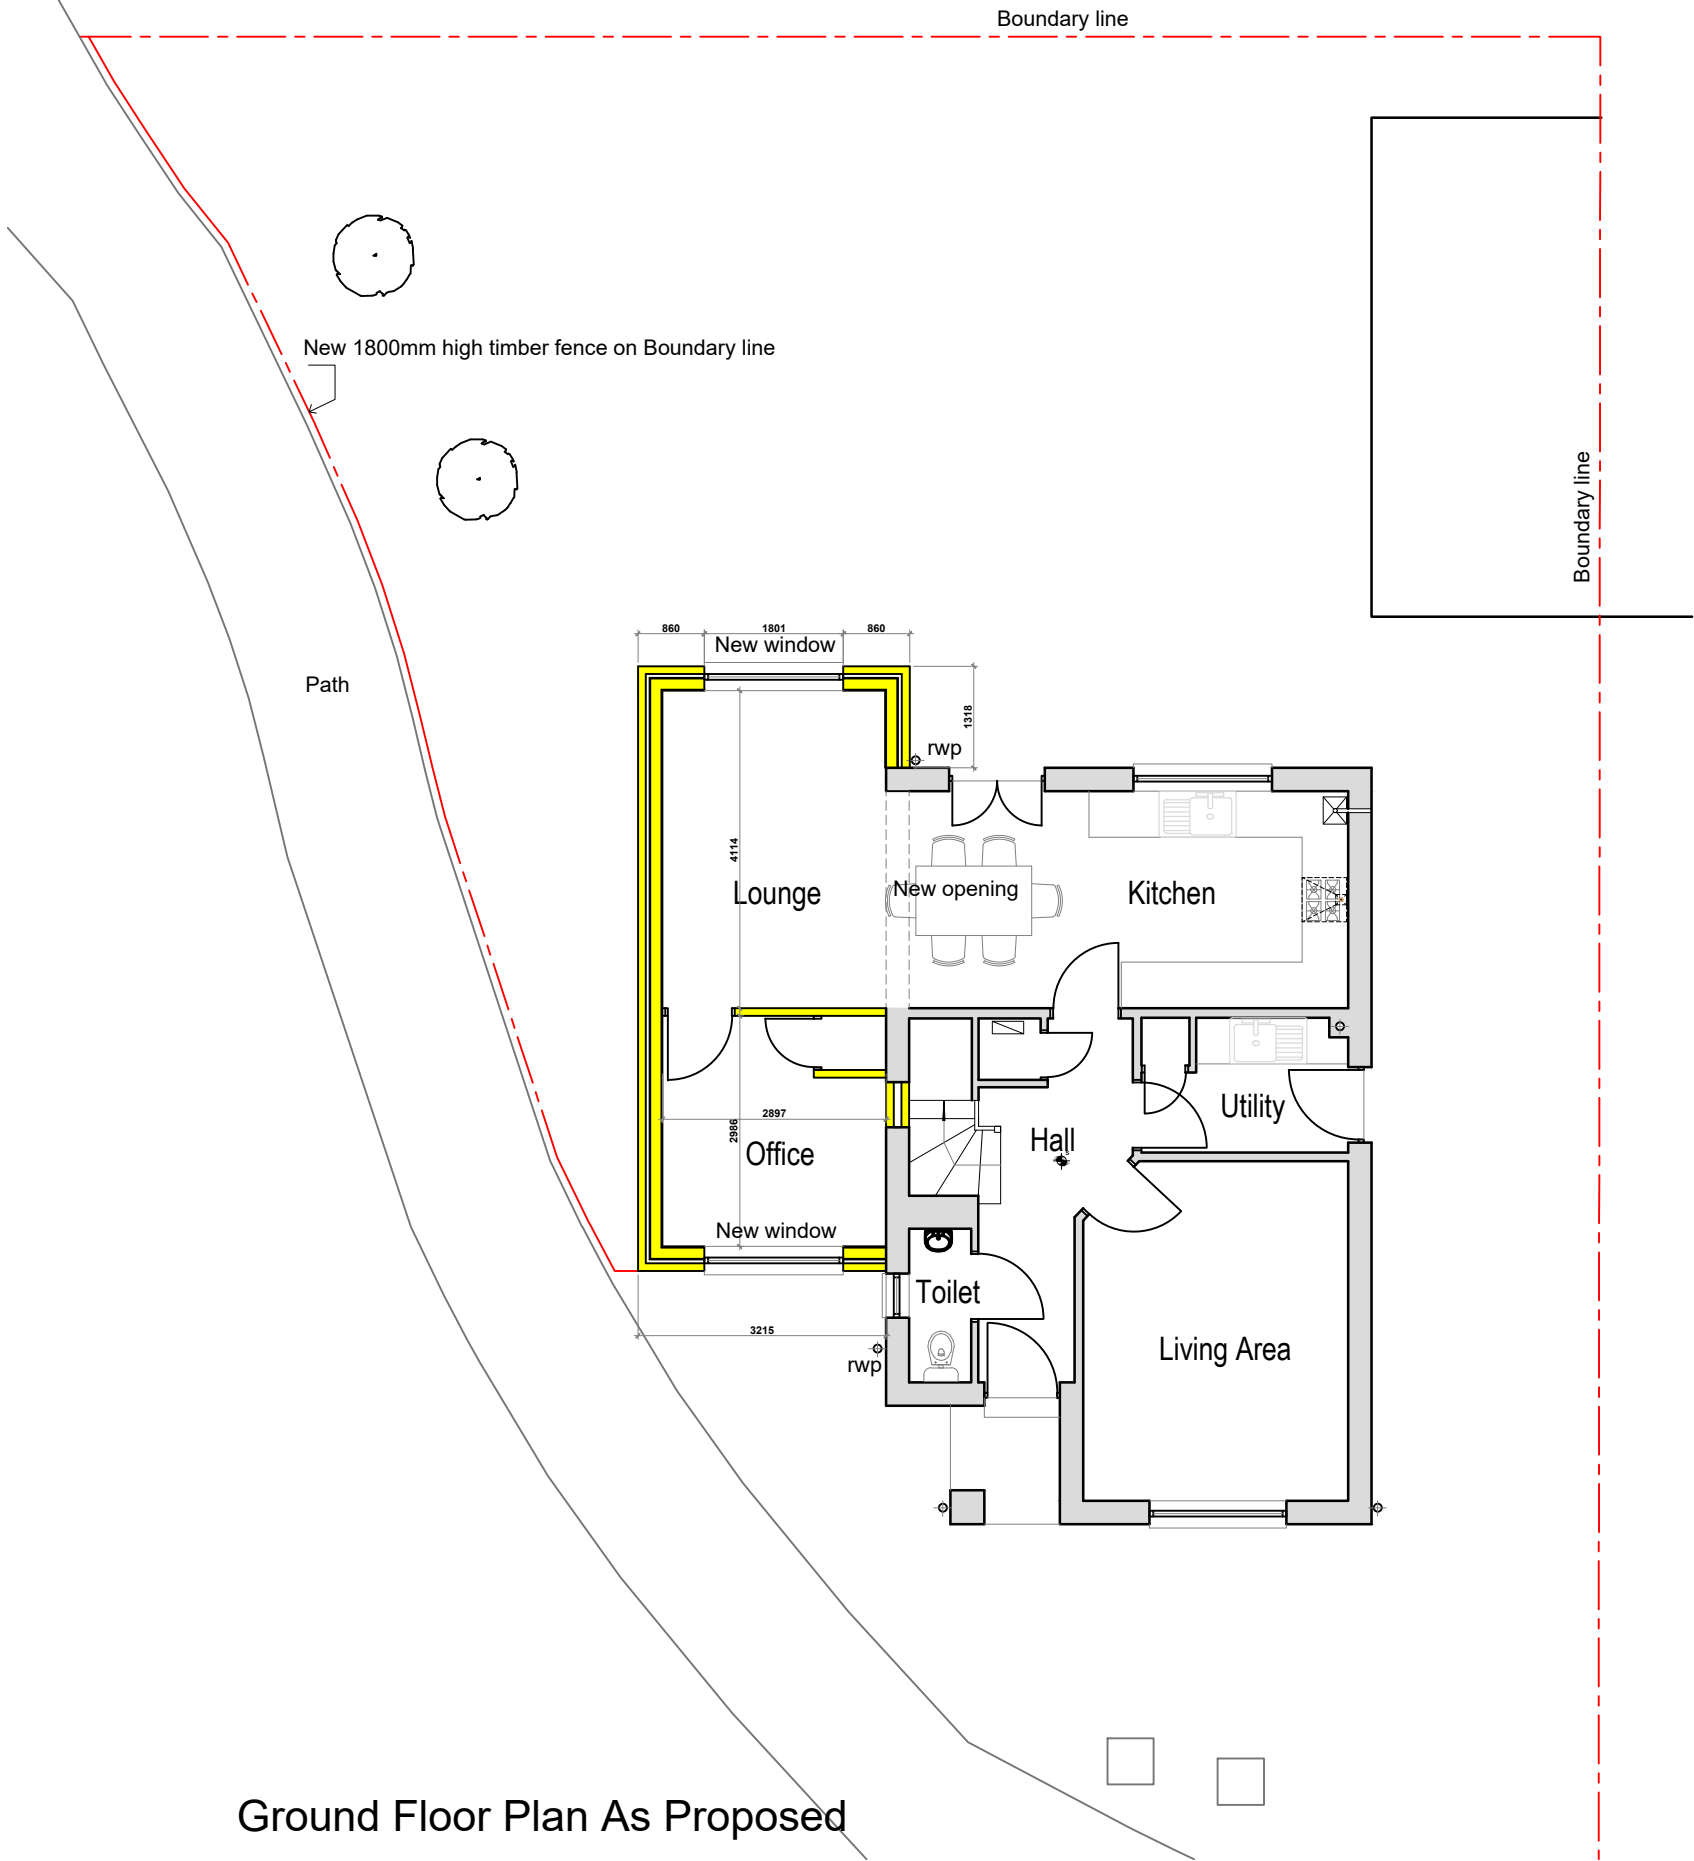 Boundary line
New 1800mm high timber fence on Boundary line
Boundary line
860
1801
860
New window
Path
1318
rwp
4114
Lounge
New opening
Kitchen
2897
2986
Office
Hall
Utility
New window
Toilet
3215
rwp
Living Area
Ground Floor Plan As Proposed